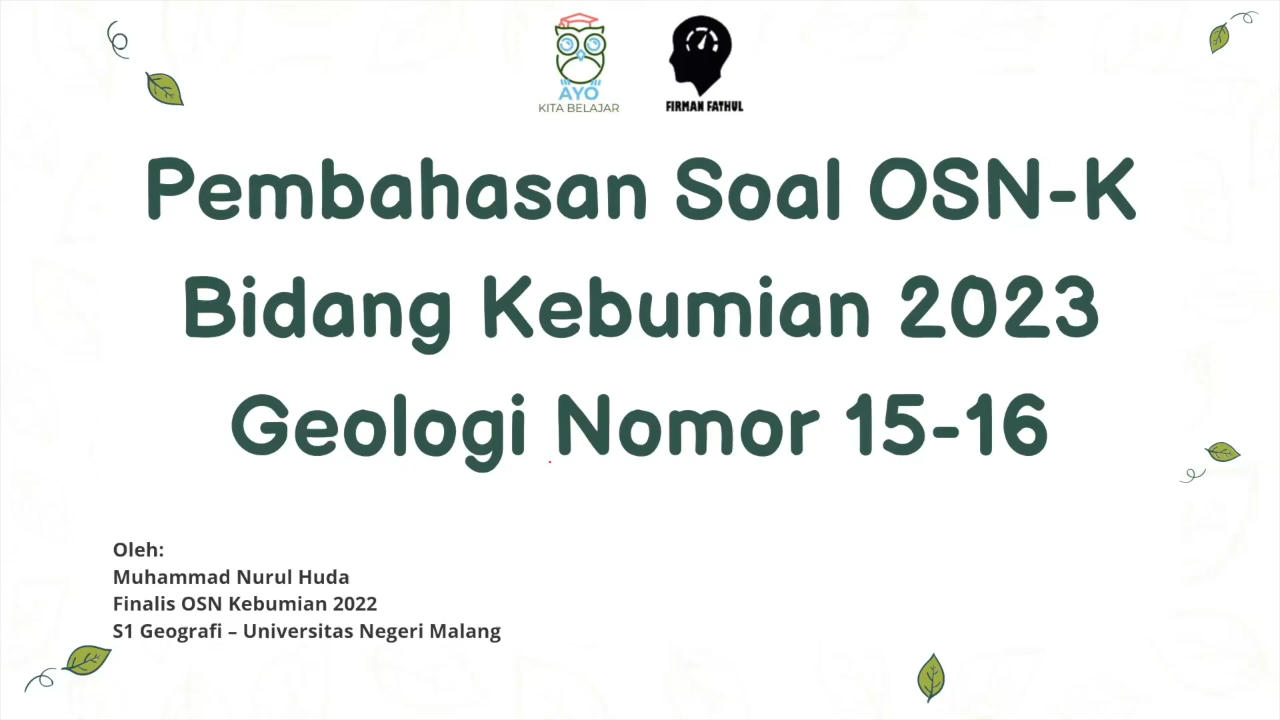 AYO
KITA BELAJAR
FIRMAN FATHUL
Pembahasan Soal OSN-K
Bidang Kebumian 2023
Geologi Nomor 15-16
Oleh:
Muhammad Nurul Huda
Finalis OSN Kebumian 2022
S1 Geografi – Universitas Negeri Malang